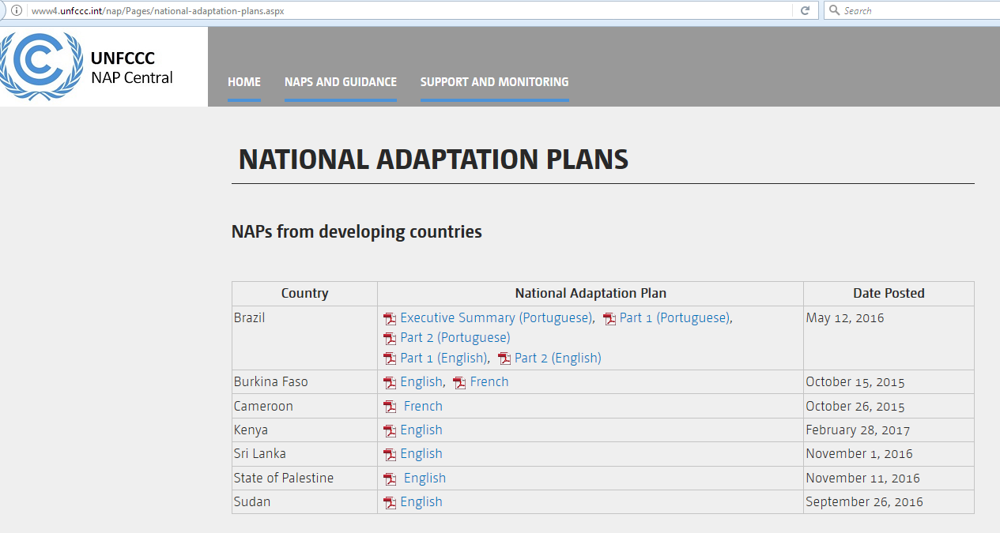 www4.unfccc.int/nap/Pages/national-adaptation-plans.aspx
Search
UNFCCC
NAP Central
HOME NAPS AND GUIDANCE SUPPORT AND MONITORING
NATIONAL ADAPTATION PLANS
NAPs from developing countries
Country National Adaptation Plan Date Posted
Brazil Executive Summary (Portuguese), Part 1 (Portuguese), May 12, 2016
Part 2 (Portuguese)
Part 1 (English), Part 2 (English)
Burkina Faso English, French October 15, 2015
Cameroon French October 26, 2015
Kenya English February 28, 2017
Sri Lanka English November 1, 2016
State of Palestine English November 11, 2016
Sudan English September 26, 2016